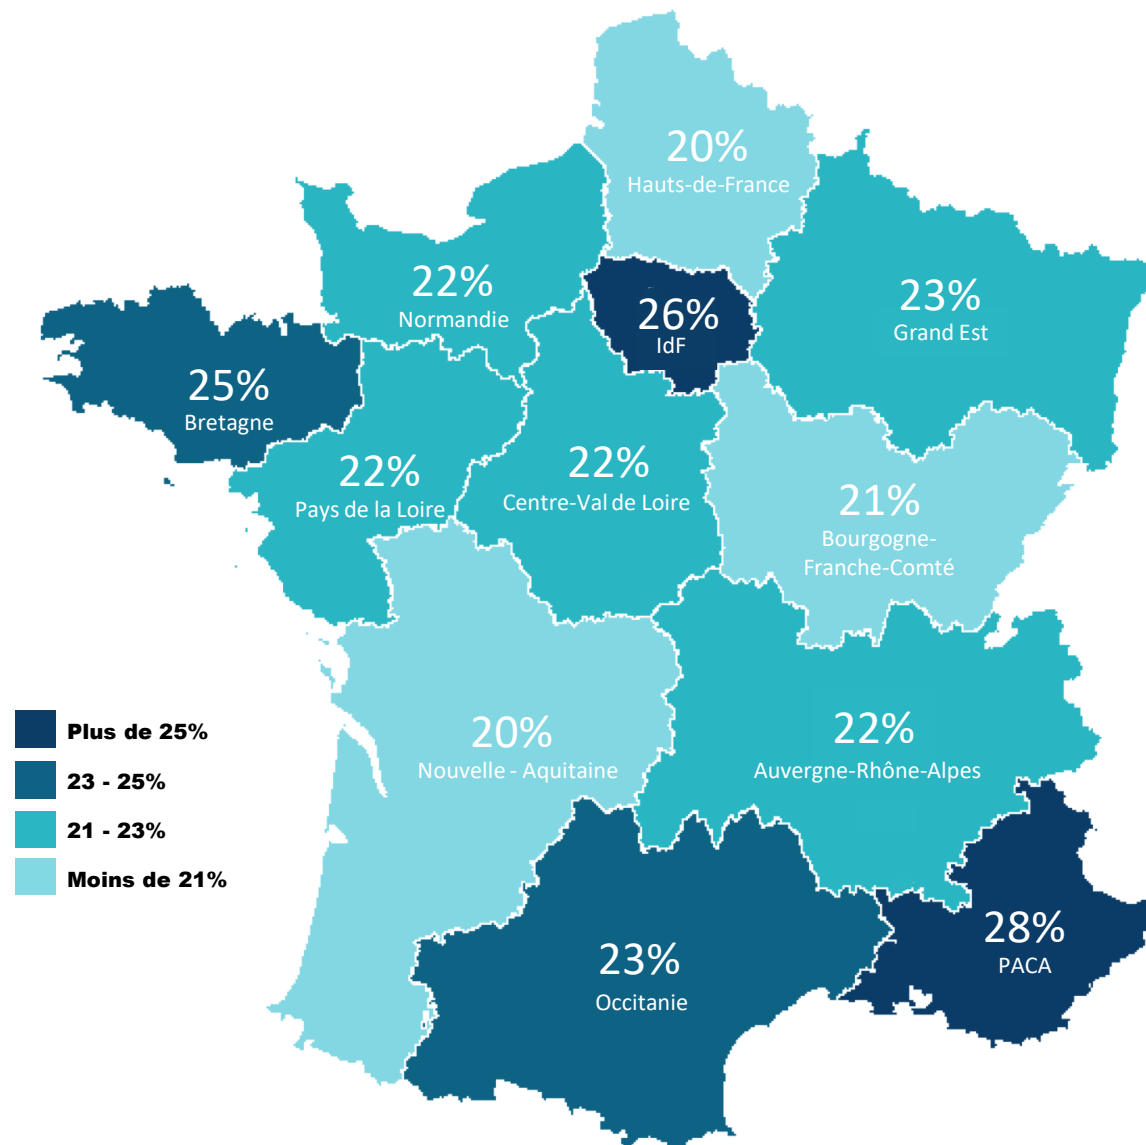 20%
Hauts-de-France
22%
Normandie
26%
IdF
23%
Grand Est
25%
Bretagne
22%
Pays de la Loire
22%
Centre-Val de Loire
21%
Bourgogne-
Franche-Comté
20%
Nouvelle - Aquitaine
22%
Auvergne-Rhône-Alpes
23%
Occitanie
28%
PACA
Plus de 25%
23 - 25%
21 - 23%
Moins de 21%